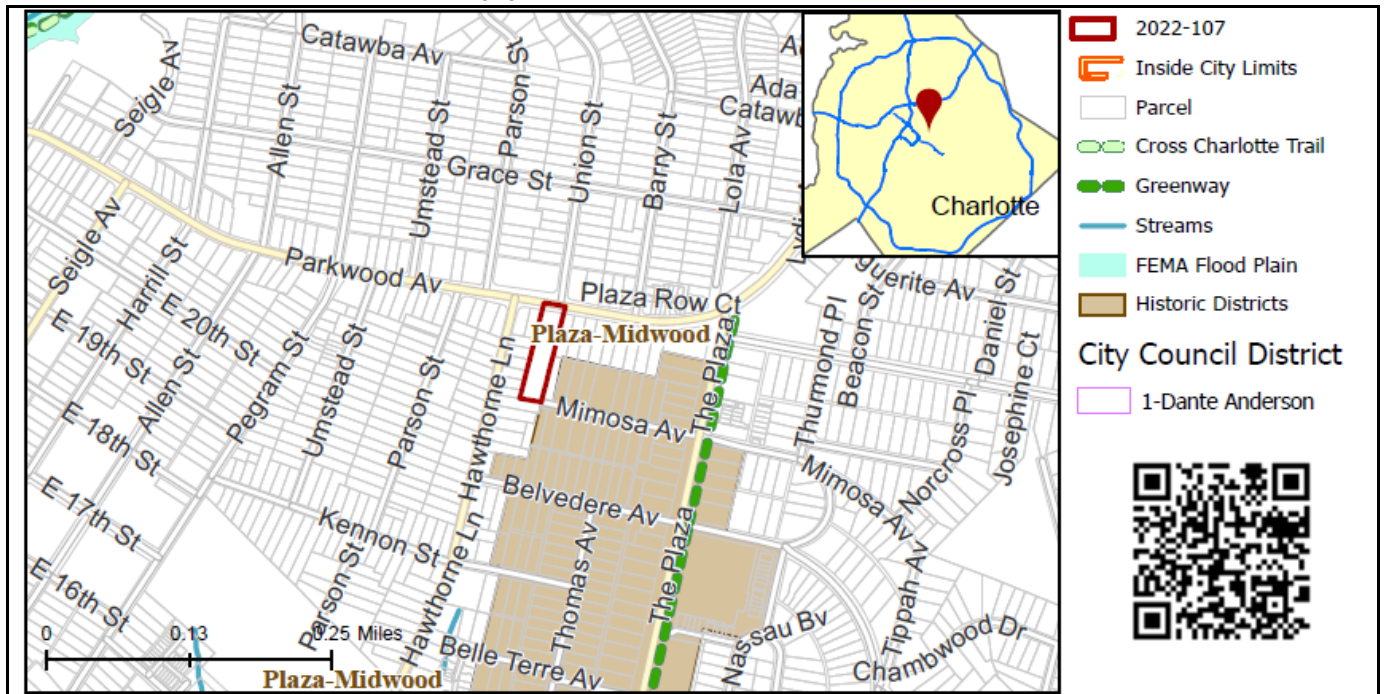 Catawba Av
Parson St
Seigle Av
Allen St
Umstead St
Union St
Barry St
Lola Av
Grace St
Ada
Catawb
Charlotte
Seigle Av
Harrill St
Parkwood Av
Plaza Row Ct
guerite Av
E 20th St
E 19th St
Plaza-Midwood
The Plaza
Thurmond Pl
Beacon St
Daniel St
Josephine Ct
Allen St
Pegram St
Umstead St
Parson St
Hawthorne Ln
Mimosa Av
E 18th St
Mimosa Av
Norcross Pl
E 17th St
Belvedere Av
Kennon St
Thomas Av
The Plaza
Tippah Av
E 16th St
Parson St
Hawthorne Ln
Nassau Bv
Chambwood Dr
Belle Terre Av
0 0.13 0.25 Miles
Plaza-Midwood
2022-107
Inside City Limits
Parcel
Cross Charlotte Trail
Greenway
Streams
FEMA Flood Plain
Historic Districts
City Council District
1-Dante Anderson